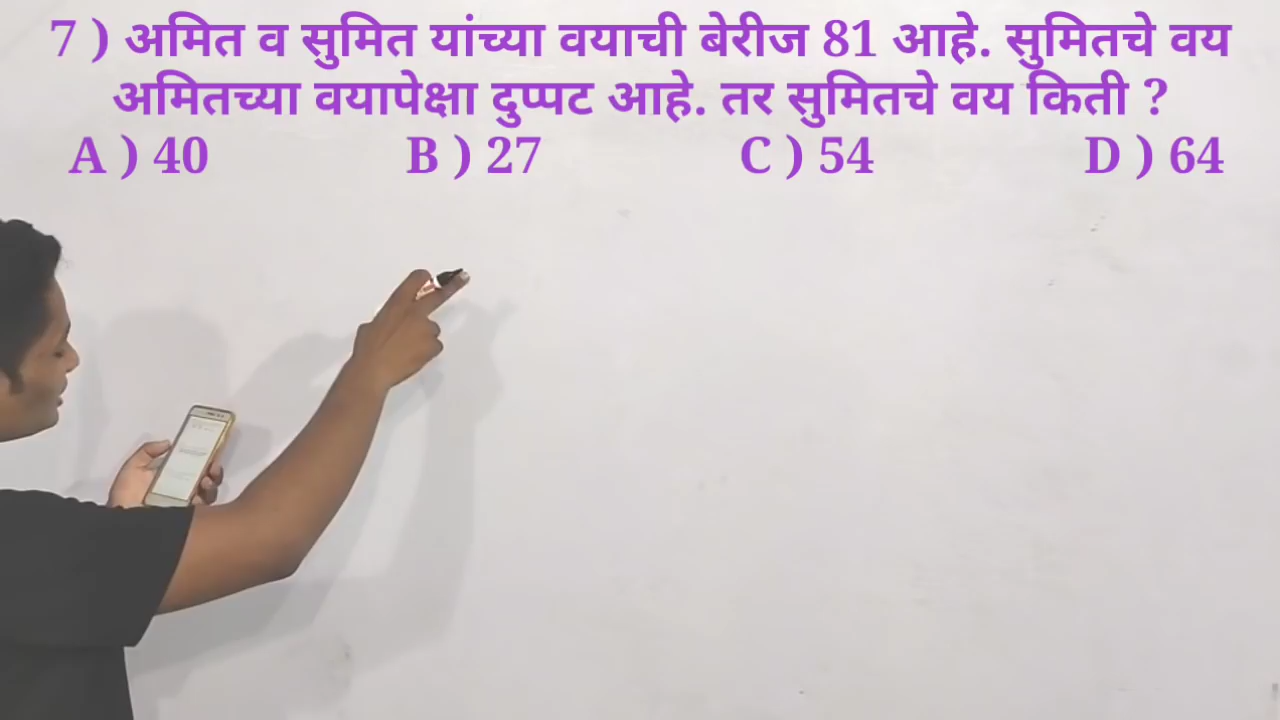 7 ) अमित व सुमित यांच्या वयाची बेरीज 81 आहे. सुमितचे वय
अमितच्या वयापेक्षा दुप्पट आहे. तर सुमितचे वय किती ?
A ) 40 B ) 27 C ) 54 D ) 64